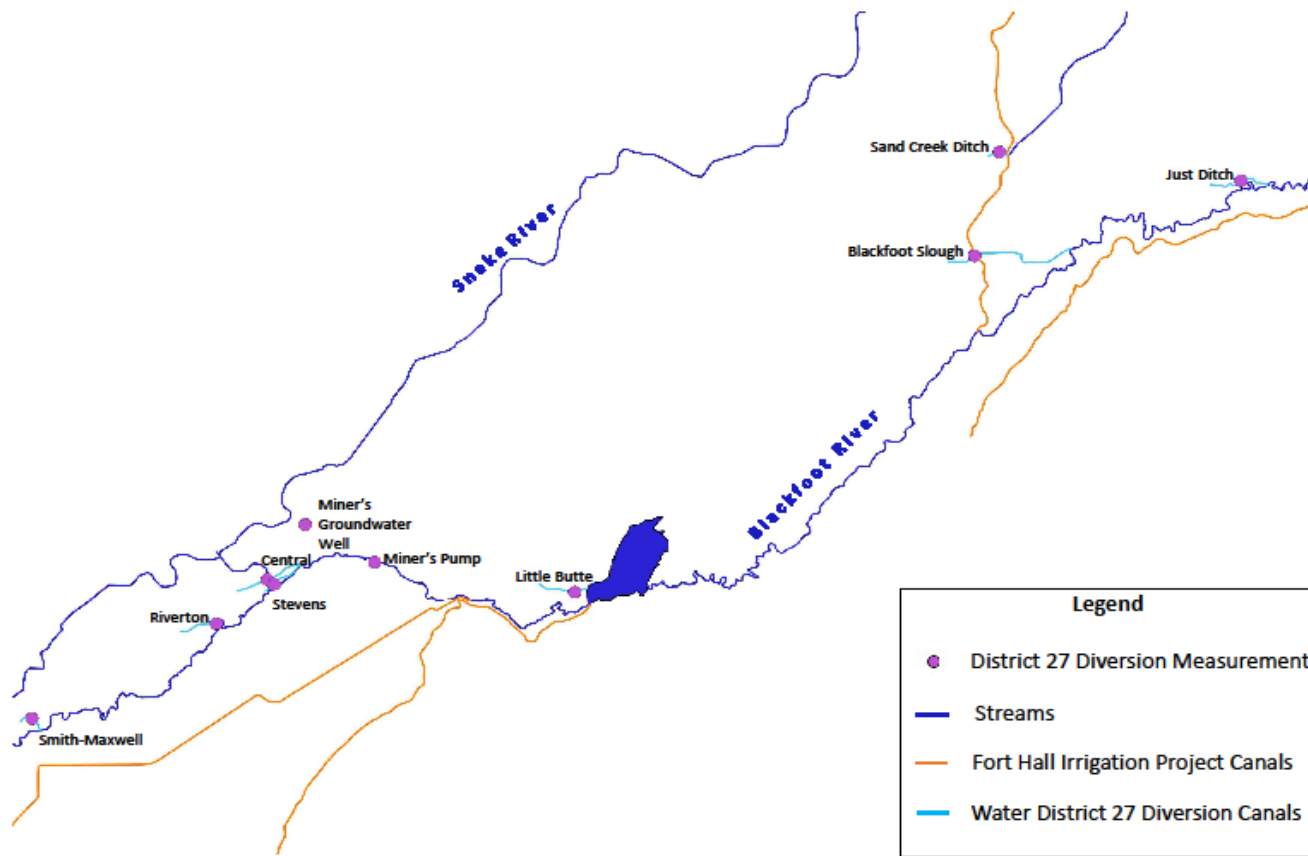 Sand Creek Ditch
Just Ditch
Blackfoot Slough
Snake River
Blackfoot River
Miner's
Groundwater
Well
Central
Miner's Pump
Little Butte
Stevens
Riverton
Smith-Maxwell
Legend
District 27 Diversion Measurement
Streams
Fort Hall Irrigation Project Canals
Water District 27 Diversion Canals